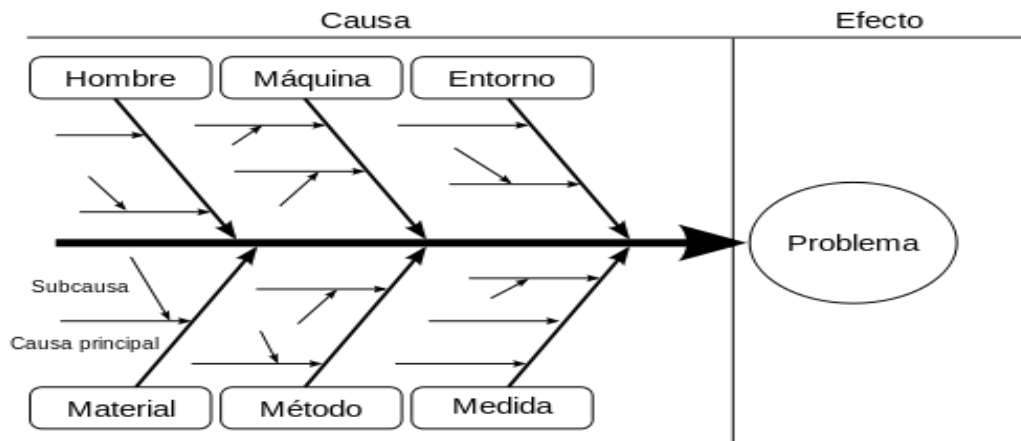 Causa
Efecto
Hombre
Máquina
Entorno
Problema
Subcausa
Causa principal
Material
Método
Medida